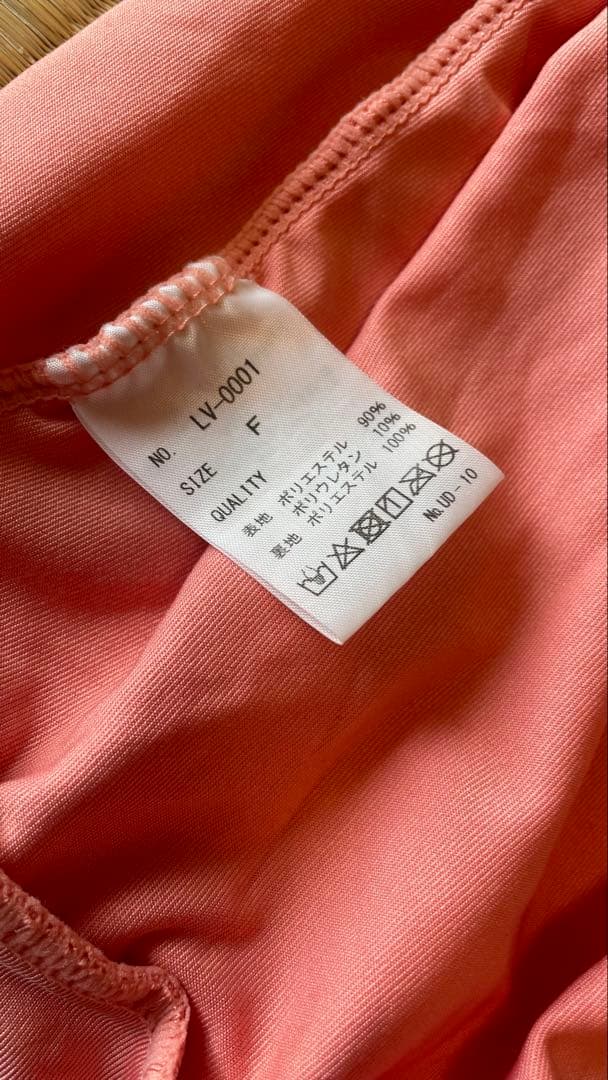 NO. LV-0001
SIZE F
QUALITY
表地 ポリエステル 90%
ポリウレタン 10%
裏地 ポリエステル 100%
No.UD-10